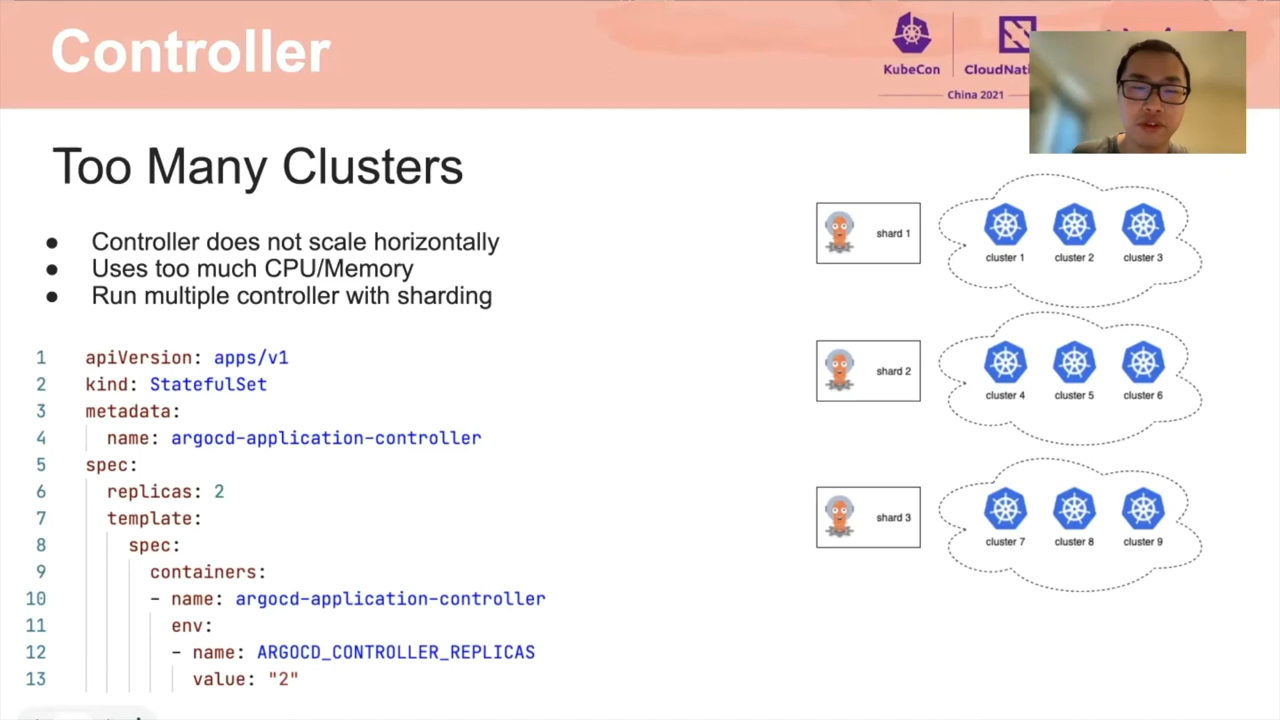 Controller
KubeCon
China 2021
Too Many Clusters
● Controller does not scale horizontally
● Uses too much CPU/Memory
● Run multiple controller with sharding
1 apiVersion: apps/v1
2 kind: StatefulSet
3 metadata:
4 name: argocd-application-controller
5 spec:
6 replicas: 2
7 template:
8 spec:
9 containers:
10 - name: argocd-application-controller
11 env:
12 - name: ARGOCD_CONTROLLER_REPLICAS
13 value: "2"
shard 1
cluster 1 cluster 2 cluster 3
shard 2
cluster 4 cluster 5 cluster 6
shard 3
cluster 7 cluster 8 cluster 9